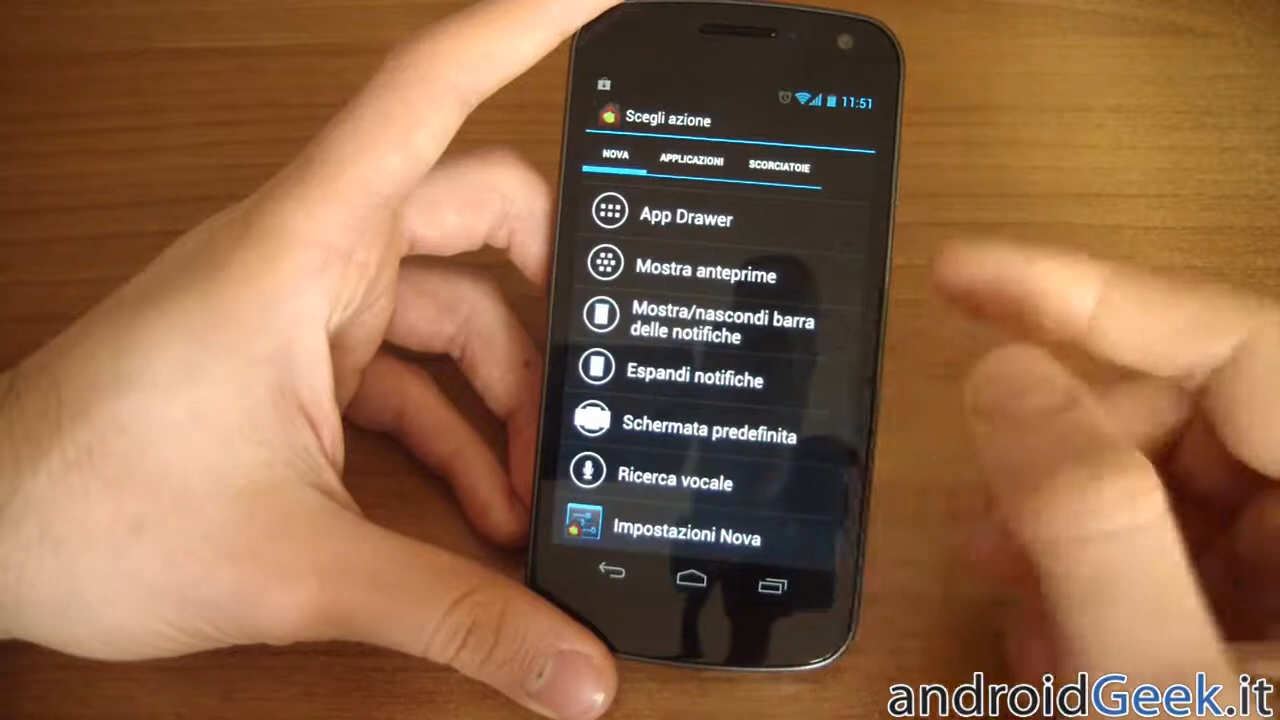 11:51
Scegli azione
NOVA APPLICAZIONI SCORCIATOIE
App Drawer
Mostra anteprime
Mostra/nascondi barra
delle notifiche
Espandi notifiche
Schermata predefinita
Ricerca vocale
Impostazioni Nova
androidGeek.it